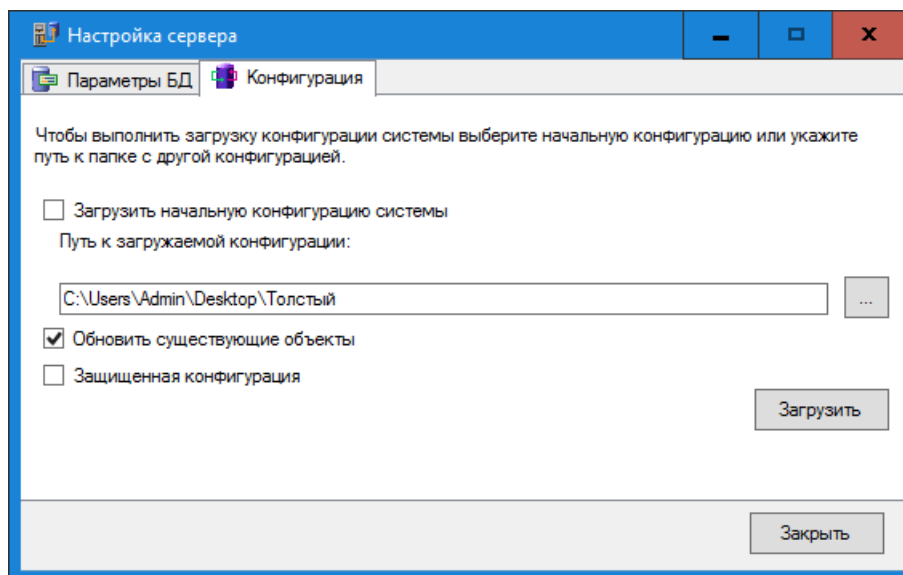 Настройка сервера
Параметры БД
Конфигурация
Чтобы выполнить загрузку конфигурации системы выберите начальную конфигурацию или укажите
путь к папке с другой конфигурацией.
Загрузить начальную конфигурацию системы
Путь к загружаемой конфигурации:
C:\Users\Admin\Desktop\Толстый
...
Обновить существующие объекты
Защищенная конфигурация
Загрузить
Закрыть